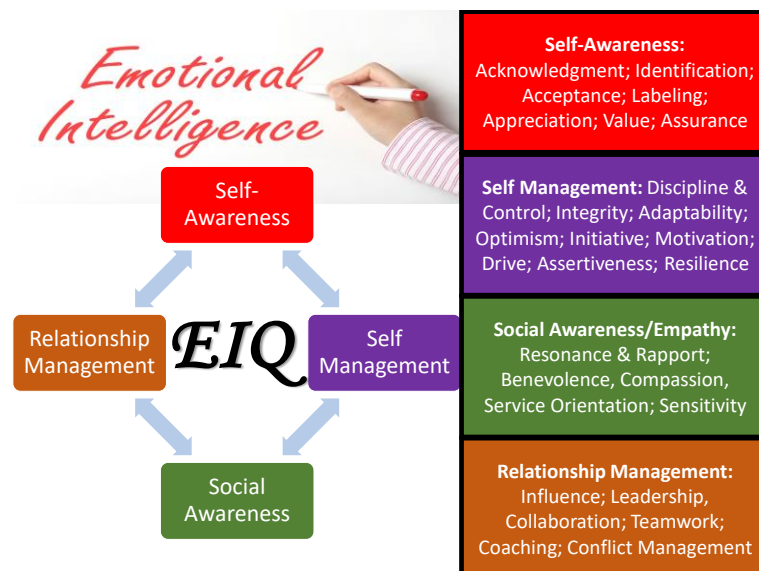 Emotional
Intelligence
Self-
Awareness
Relationship
Management
EIQ
Self
Management
Social
Awareness
Self-Awareness:
Acknowledgment; Identification;
Acceptance; Labeling;
Appreciation; Value; Assurance
Self Management: Discipline &
Control; Integrity; Adaptability;
Optimism; Initiative; Motivation;
Drive; Assertiveness; Resilience
Social Awareness/Empathy:
Resonance & Rapport;
Benevolence, Compassion,
Service Orientation; Sensitivity
Relationship Management:
Influence; Leadership,
Collaboration; Teamwork;
Coaching; Conflict Management